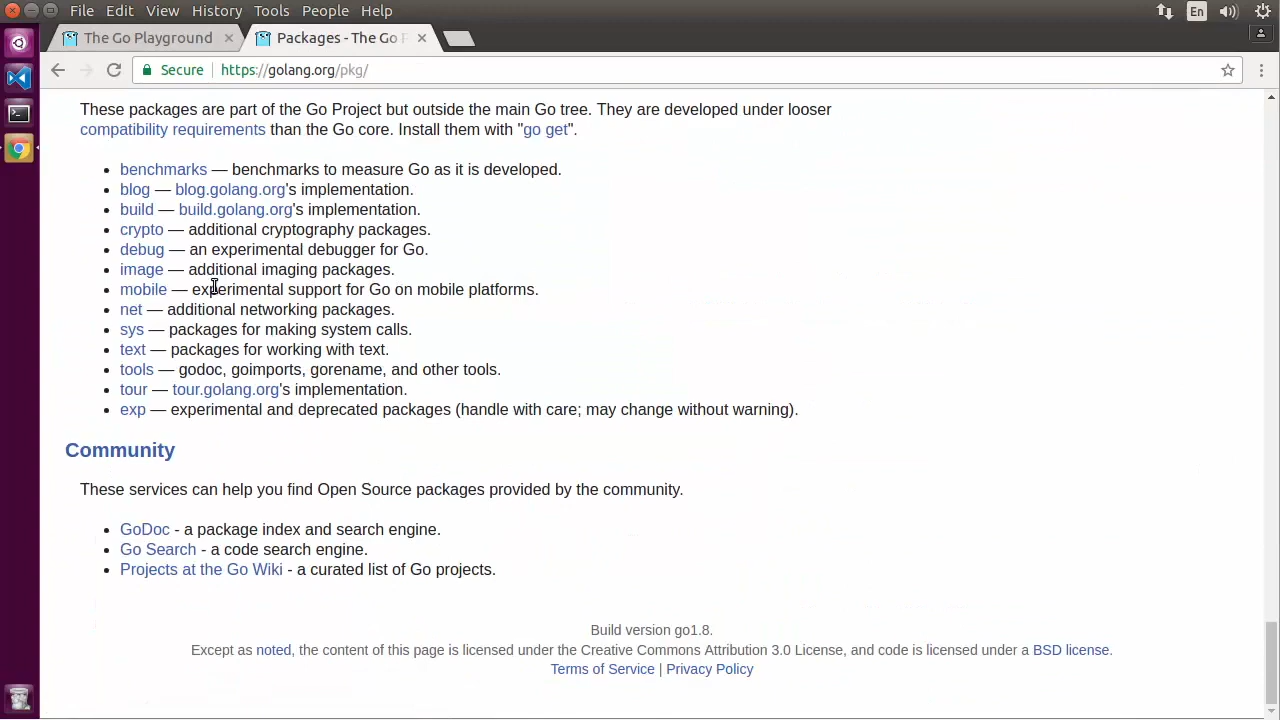 File Edit View History Tools People Help
En
The Go Playground
Packages - The Go P
Secure https://golang.org/pkg/
These packages are part of the Go Project but outside the main Go tree. They are developed under looser
compatibility requirements than the Go core. Install them with "go get".
• benchmarks — benchmarks to measure Go as it is developed.
• blog — blog.golang.org's implementation.
• build — build.golang.org's implementation.
• crypto — additional cryptography packages.
• debug — an experimental debugger for Go.
• image — additional imaging packages.
• mobile — experimental support for Go on mobile platforms.
• net — additional networking packages.
• sys — packages for making system calls.
• text — packages for working with text.
• tools — godoc, goimports, gorename, and other tools.
• tour — tour.golang.org's implementation.
• exp — experimental and deprecated packages (handle with care; may change without warning).
Community
These services can help you find Open Source packages provided by the community.
• GoDoc - a package index and search engine.
• Go Search - a code search engine.
• Projects at the Go Wiki - a curated list of Go projects.
Build version go1.8.
Except as noted, the content of this page is licensed under the Creative Commons Attribution 3.0 License, and code is licensed under a BSD license.
Terms of Service | Privacy Policy